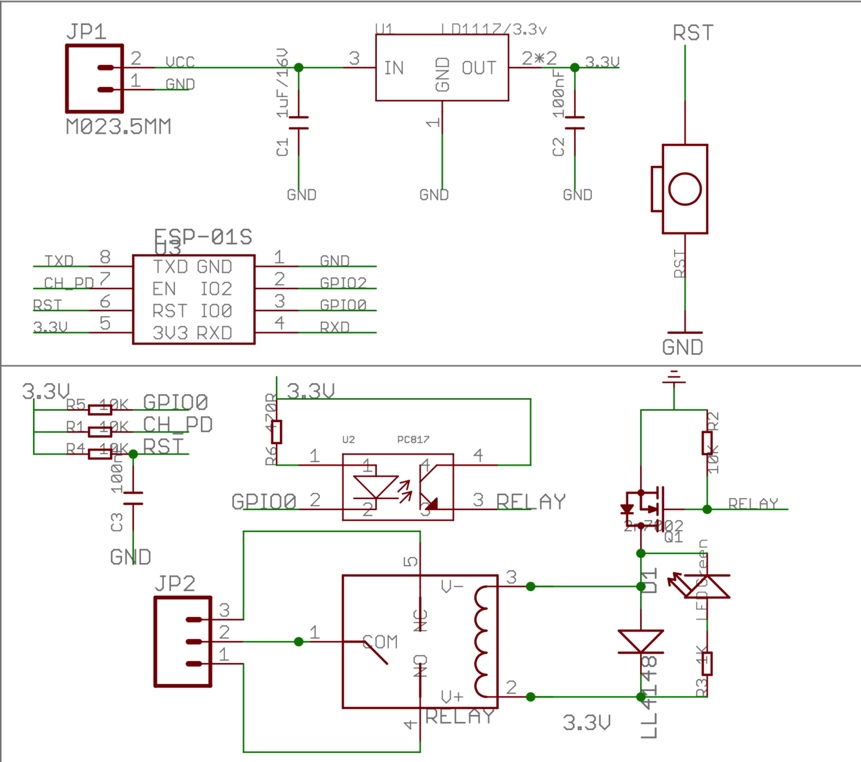 JP1
2 VCC
1 GND
M023.5MM
1uF/16V
C1
GND
U1 LD1117/3.3v
3 IN GND OUT 2*2
1
GND
3.3V
100nF
C2
GND
RST
RST
GND
ESP-01S
U3
TXD 8 TXD GND 1 GND
CH_PD 7 EN IO2 2 GPIO2
RST 6 RST IO0 3 GPIO0
3.3V 5 3V3 RXD 4 RXD
3.3V
R5 10K GPIO0
R1 10K CH_PD
R4 10K RST
100n
C3
GND
3.3V
R6 470R
U2 PC817
1 1 4 4
GPIO0 2 2 3 3 RELAY
R2
10K
RELAY
2N7002
Q1
JP2
3
2
1
5
1 COM NC NO
4
V- 3
V+ 2
RELAY
3.3V
D1
LL4148
LED Green
R3 1K